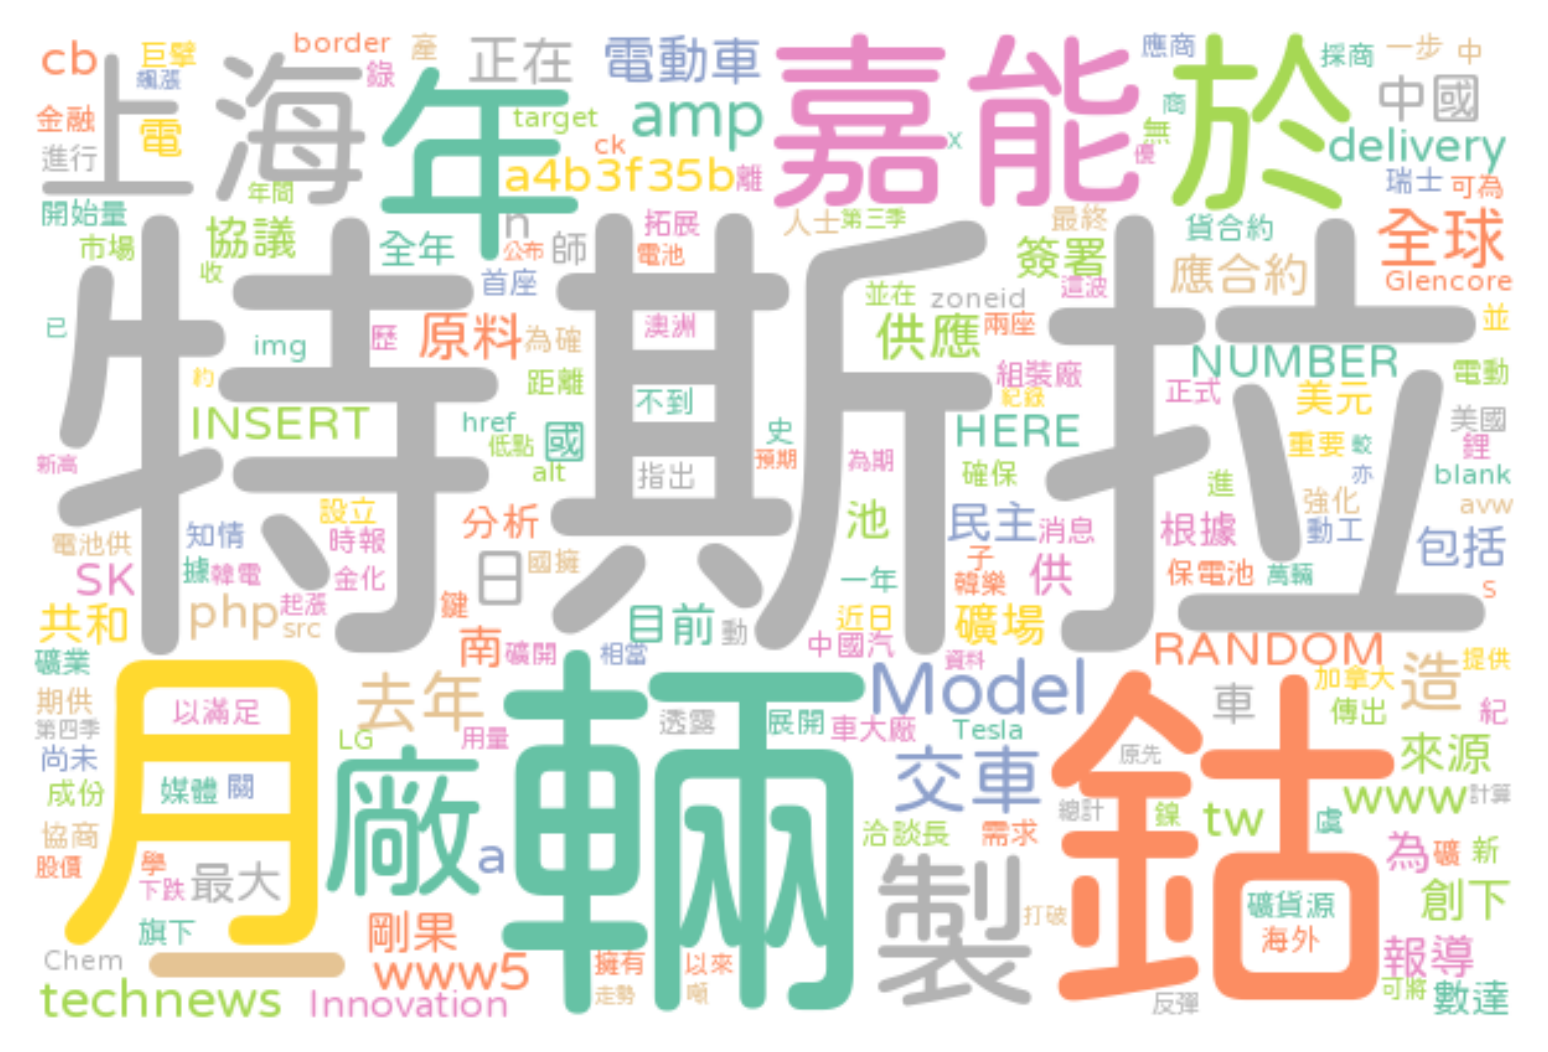 cb
巨擘
飆漲
上海
border
錄
產
正在
電動車
嘉能
應商
於
採商
一步
中
金融
電
進行
年
target
amp
ck
x
商
無
優
中國
delivery
年間
a4b3f35b
離
瑞士
可為
開始量
市場
協議
收
全年
n
公布
師
拓展
電池
人士
第三季
最終
簽署
這波
貨合約
應合約
全球
Glencore
特斯拉
首座
並在
zoneid
已
img
歷
原料
為確
澳洲
供應
兩座
並
約
距離
組裝廠
紀錄
NUMBER
正式
美元
電動
INSERT
href
低點
國
alt
不到
史
HERE
美國
新高
預期
為期
指出
確保
重要
較
鋰
亦
blank
進
強化
avw
設立
知情
時報
分析
池
民主
消息
根據
動工
包括
電池供
SK
據
韓電
金化
日
國擁
一年
子
韓樂
供
保電池
萬輛
s
共和
php
起漲
src
鍵
目前
動
近日
礦場
礦業
南
礦開
相當
中國汽
資料
RANDOM
加拿大
造
提供
期供
第四季
月
以滿足
去年
LG
用量
輛
透露
展開
車大廠
Model
Tesla
鈷
車
傳出
紀
尚未
成份
媒體
關
廠
交車
原先
來源
總計
鎳
tw
www
計算
協商
股價
學
下跌
最大
a
洽談長
需求
虞
為
礦
新
旗下
剛果
製
打破
礦貨源
海外
創下
Chem
一
www5
擁有
走勢
以來
噸
報導
technews
Innovation
反彈
可將
數達